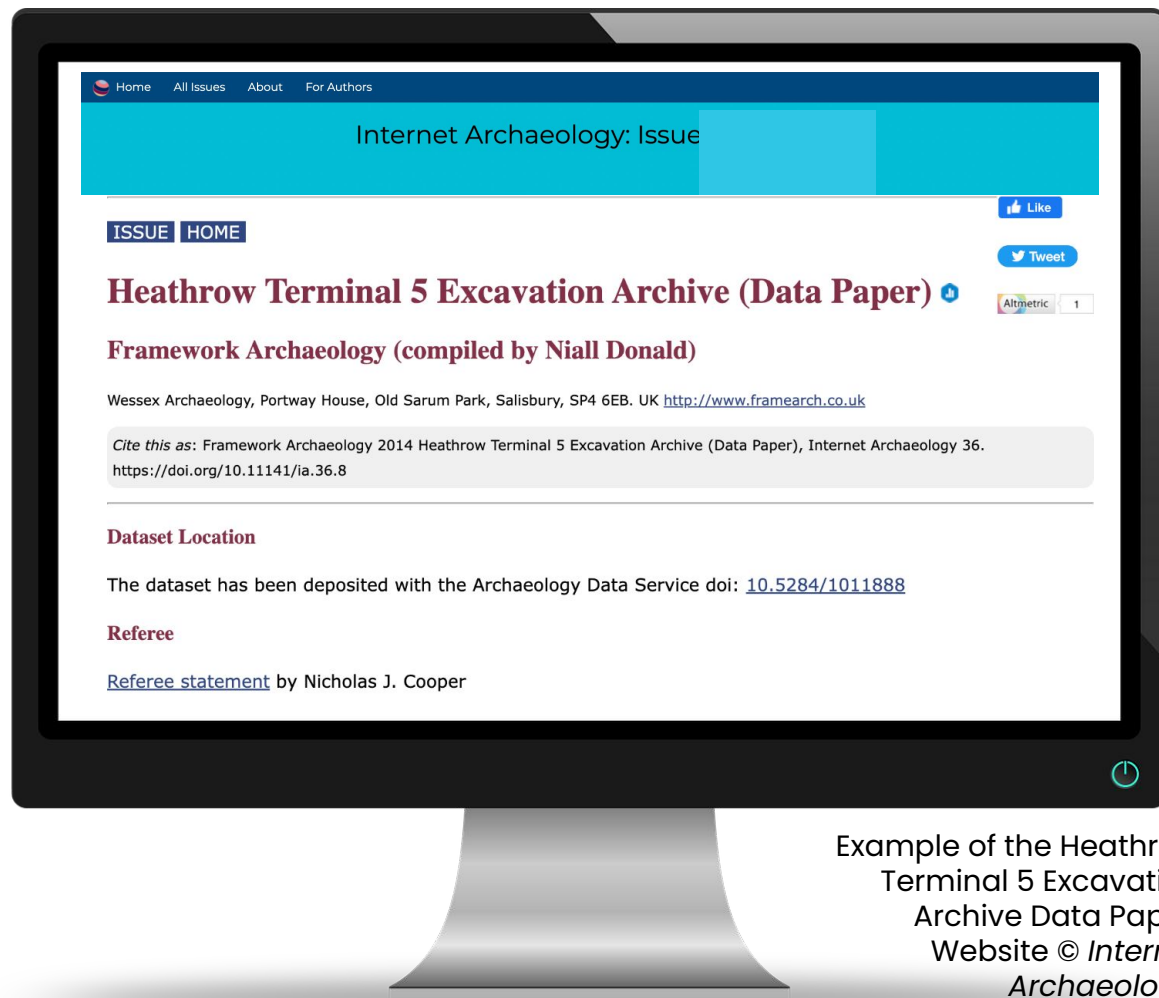 Home All Issues About For Authors
Internet Archaeology: Issue
Like
ISSUE HOME
Tweet
Heathrow Terminal 5 Excavation Archive (Data Paper)
Altmetric 1
Framework Archaeology (compiled by Niall Donald)
Wessex Archaeology, Portway House, Old Sarum Park, Salisbury, SP4 6EB. UK http://www.framearch.co.uk
Cite this as: Framework Archaeology 2014 Heathrow Terminal 5 Excavation Archive (Data Paper), Internet Archaeology 36.
https://doi.org/10.11141/ia.36.8
Dataset Location
The dataset has been deposited with the Archaeology Data Service doi: 10.5284/1011888
Referee
Referee statement by Nicholas J. Cooper
Example of the Heathr
Terminal 5 Excavati
Archive Data Pap
Website © Intern
Archaeolo